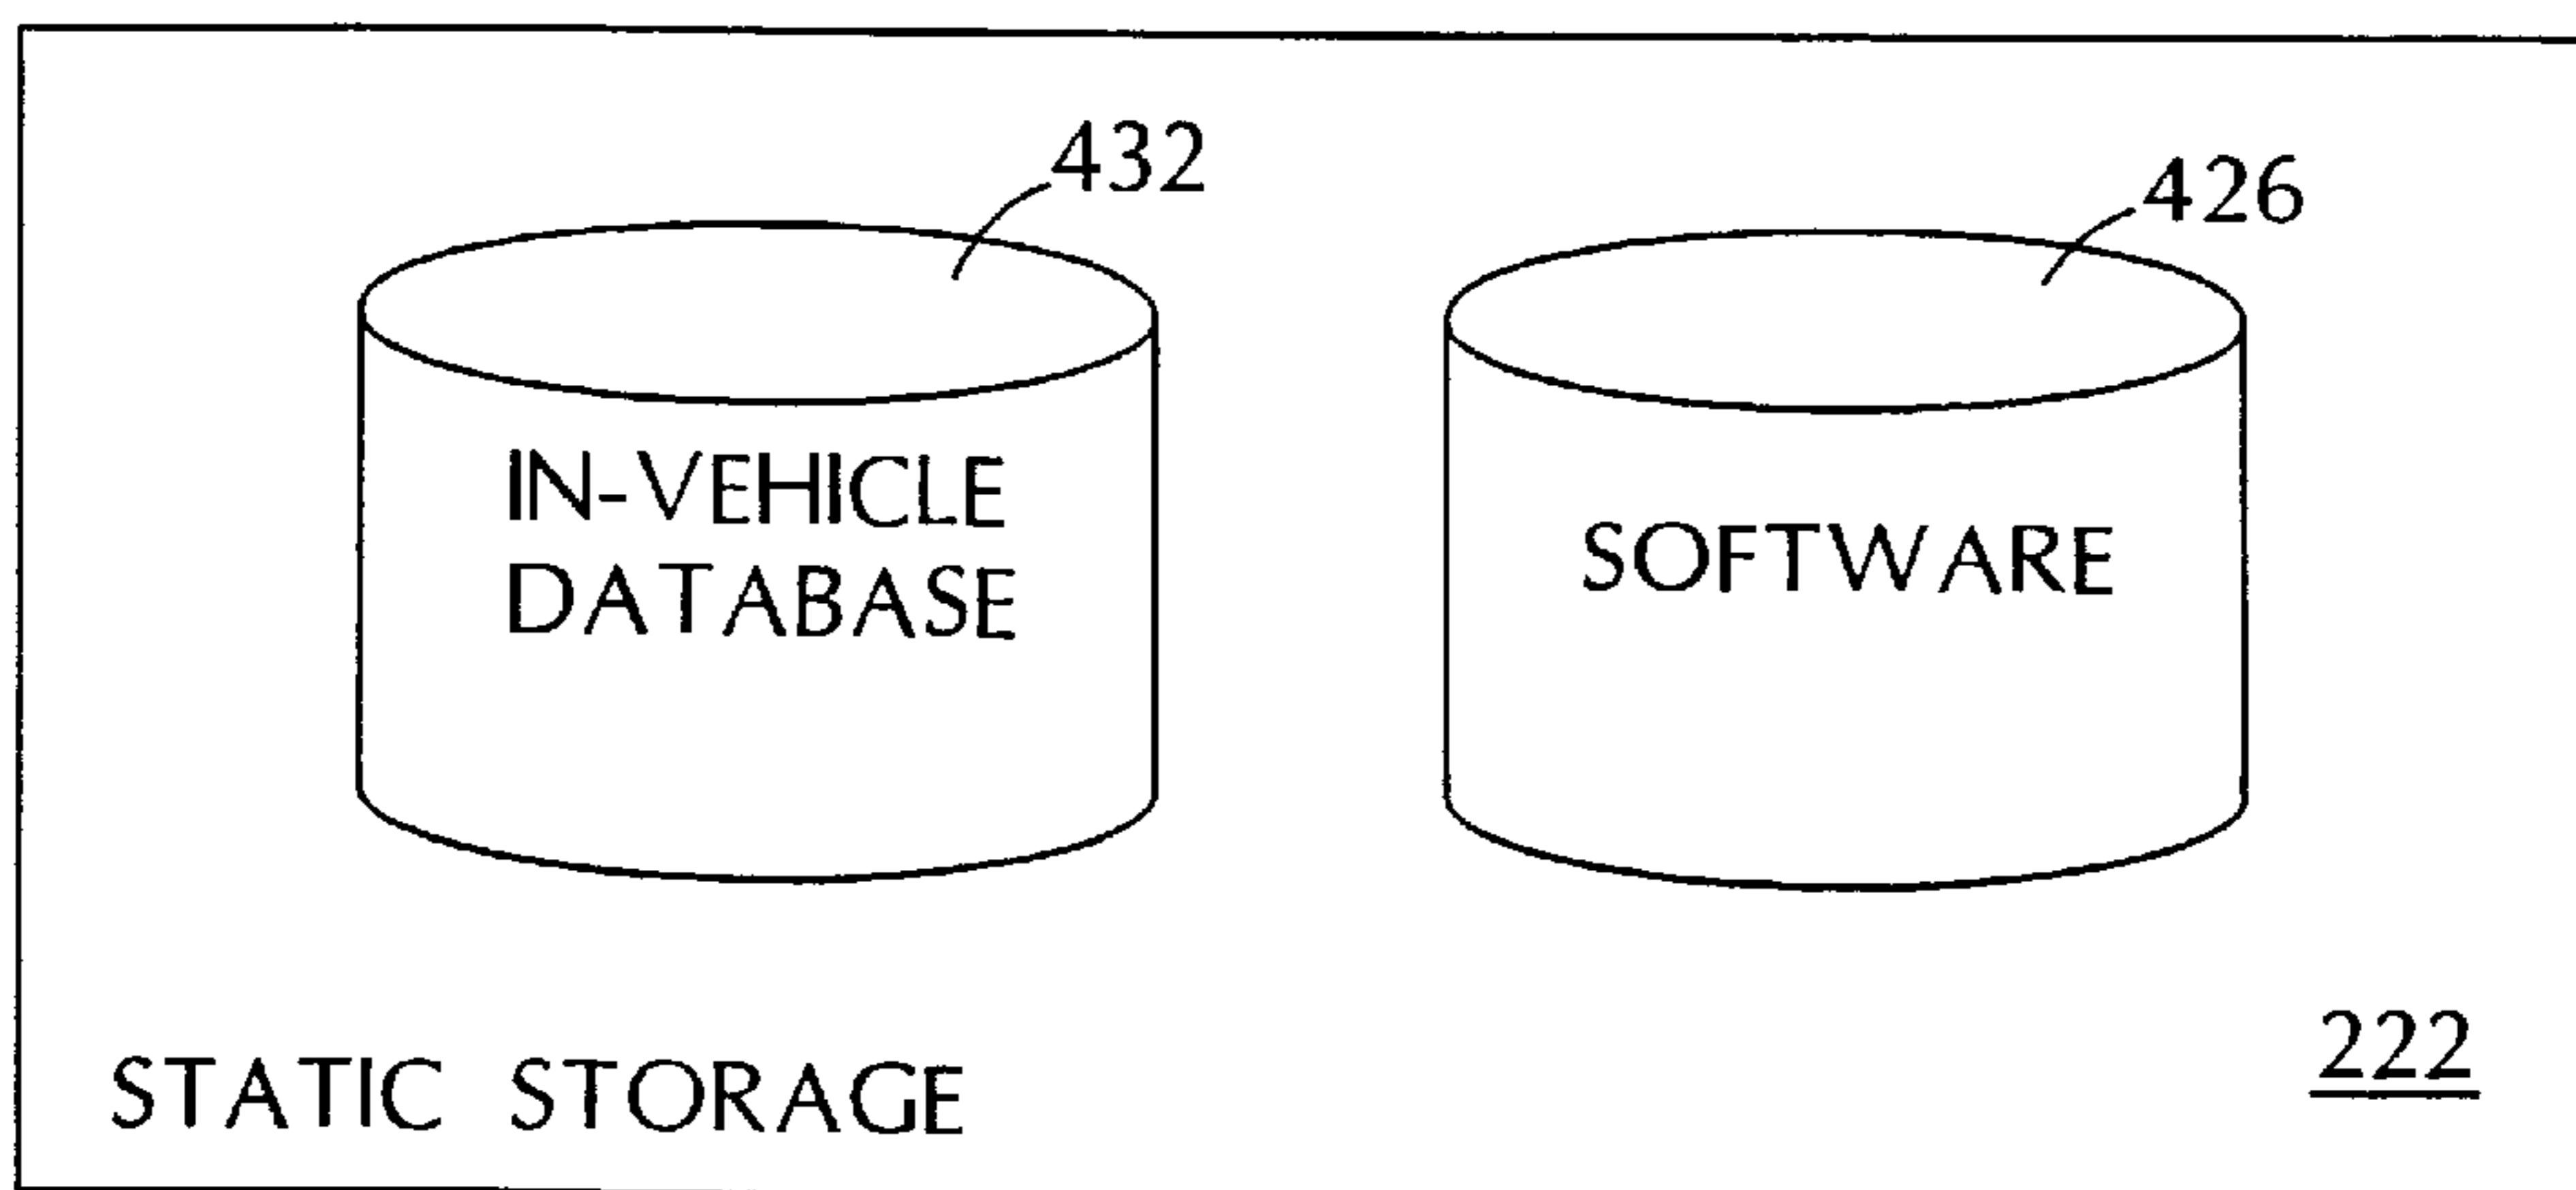 432
426
IN-VEHICLE
DATABASE
SOFTWARE
STATIC STORAGE
222